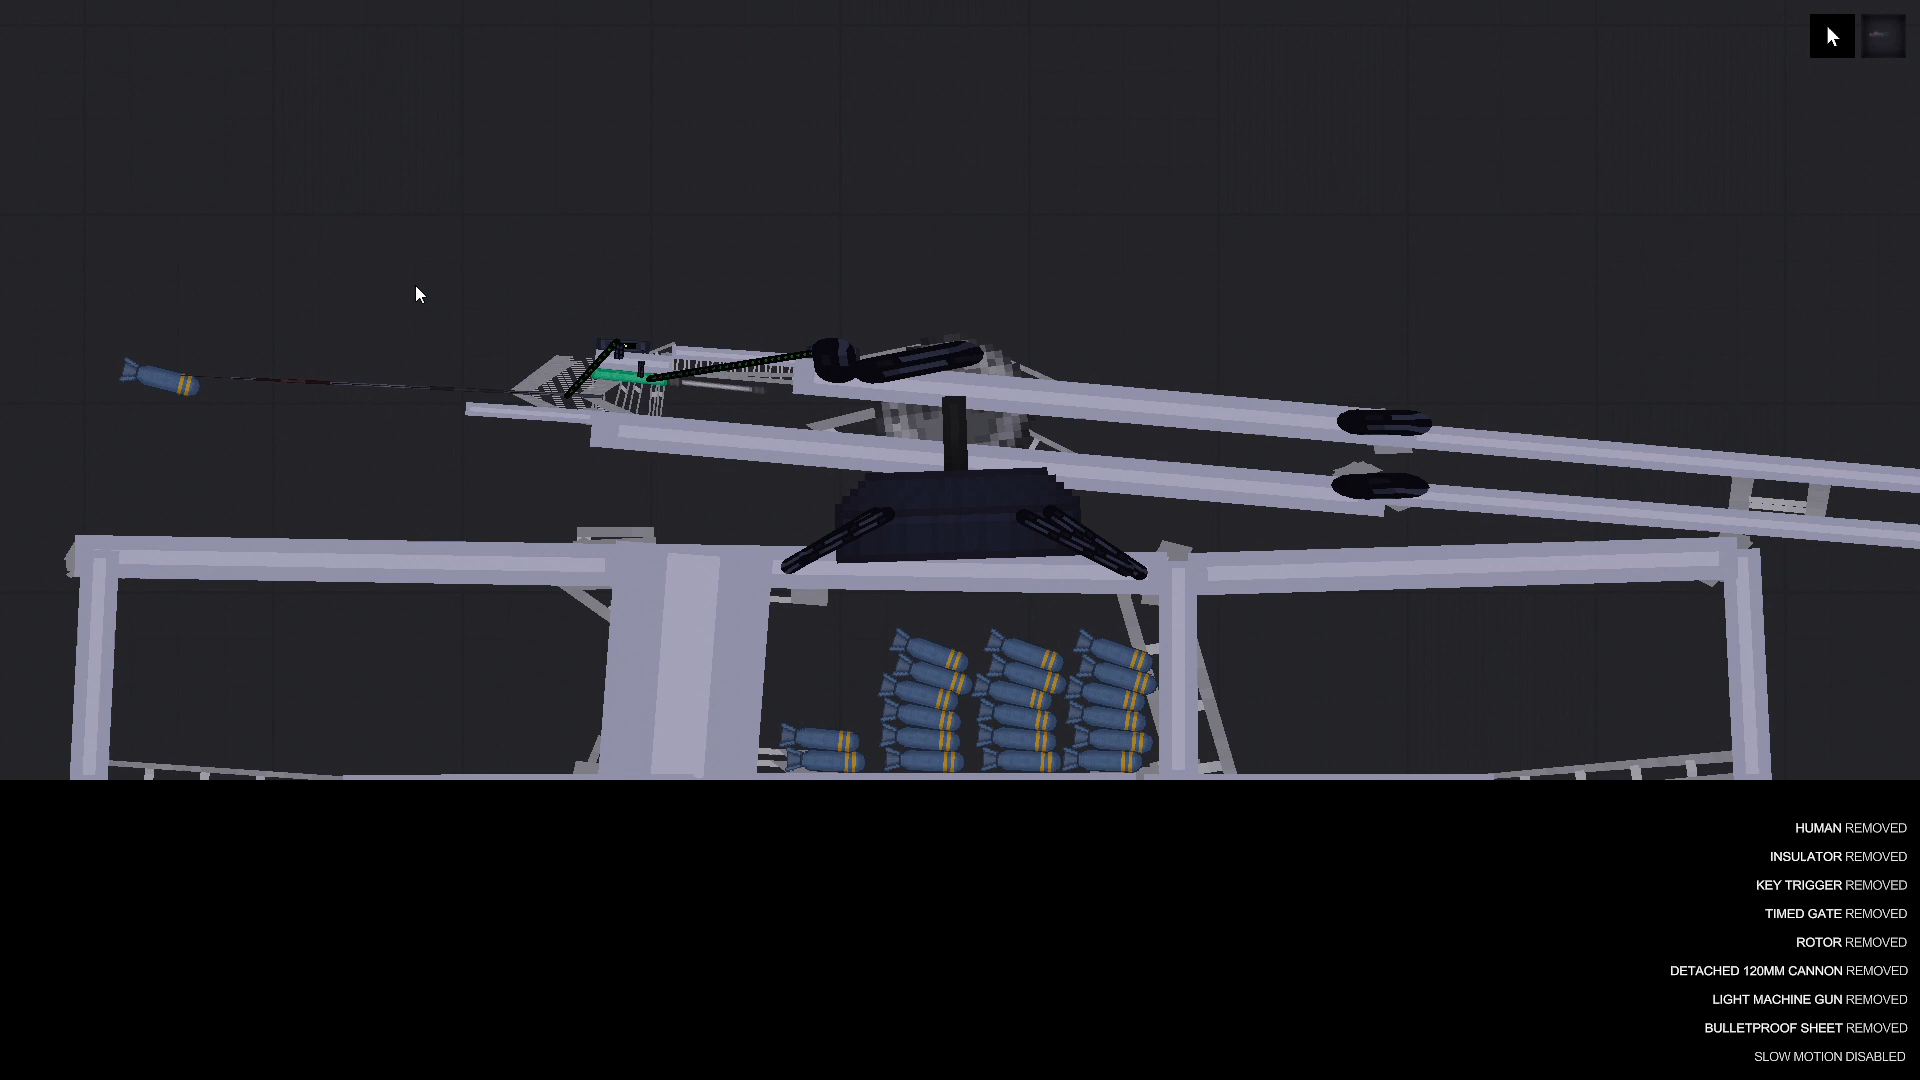 HUMAN REMOVED
INSULATOR REMOVED
KEY TRIGGER REMOVED
TIMED GATE REMOVED
ROTOR REMOVED
DETACHED 120MM CANNON REMOVED
LIGHT MACHINE GUN REMOVED
BULLETPROOF SHEET REMOVED
SLOW MOTION DISABLED